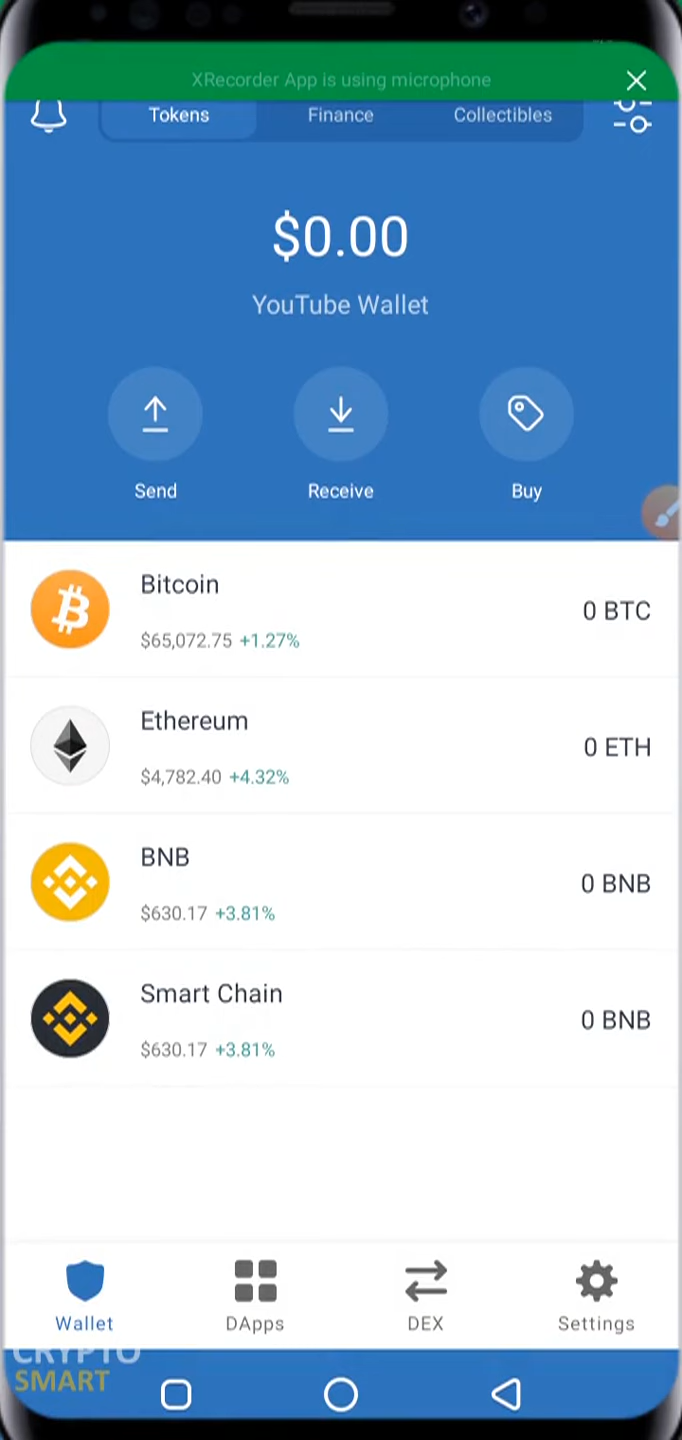 XRecorder App is using microphone
Tokens Finance Collectibles
$0.00
YouTube Wallet
Send Receive Buy
Bitcoin
0 BTC
$65,072.75 +1.27%
Ethereum
0 ETH
$4,782.40 +4.32%
BNB
0 BNB
$630.17 +3.81%
Smart Chain
0 BNB
$630.17 +3.81%
Wallet DApps DEX Settings
CRYPTO
SMART